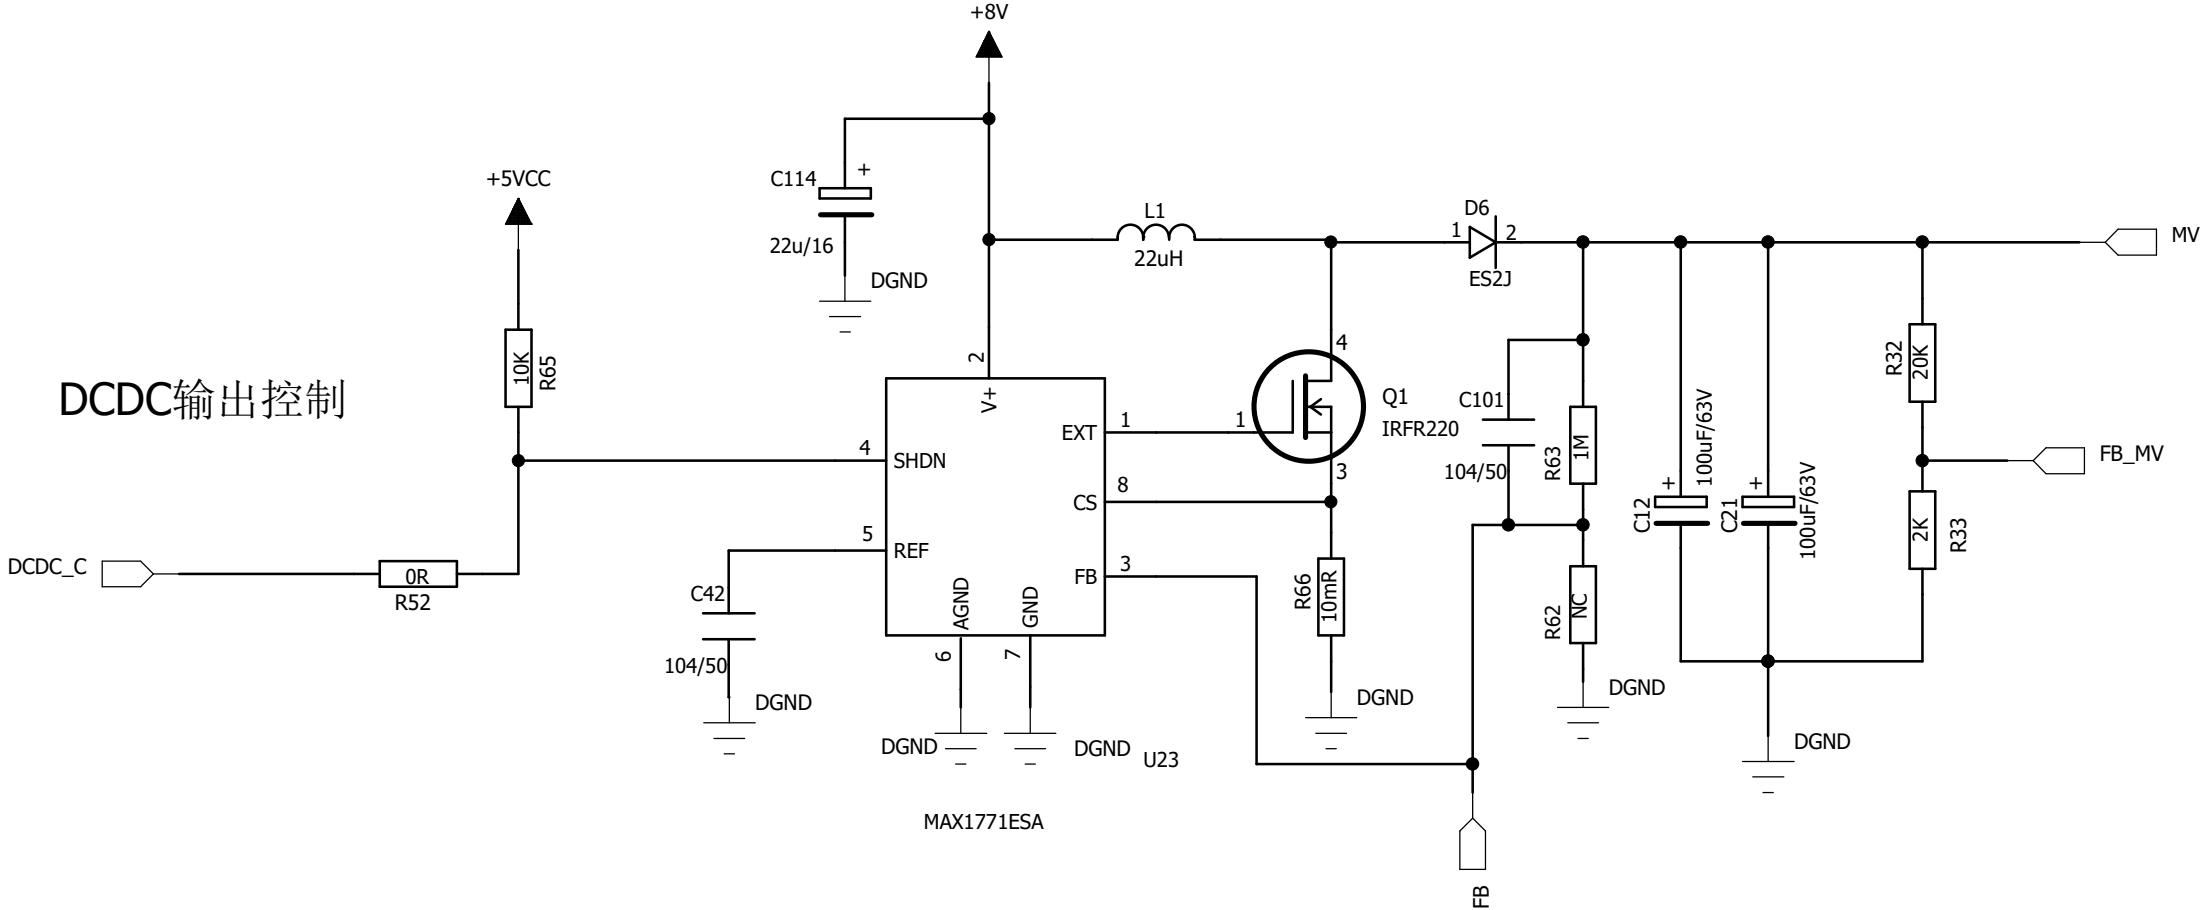 +8V
+5VCC
C114
+
22u/16
DGND
L1
22uH
D6
1
2
ES2J
MV
10K
R65
DCDC输出控制
2
V+
4
SHDN
5
REF
EXT
1
CS
8
FB
3
AGND
GND
6
7
1
4
3
Q1
IRFR220
C101
104/50
R63
1M
R62
NC
R66
10mR
DGND
DGND
C12
+
100uF/63V
C21
+
100uF/63V
R32
20K
FB_MV
2K
R33
DGND
DCDC_C
0R
R52
C42
104/50
DGND
DGND
DGND
U23
MAX1771ESA
FB